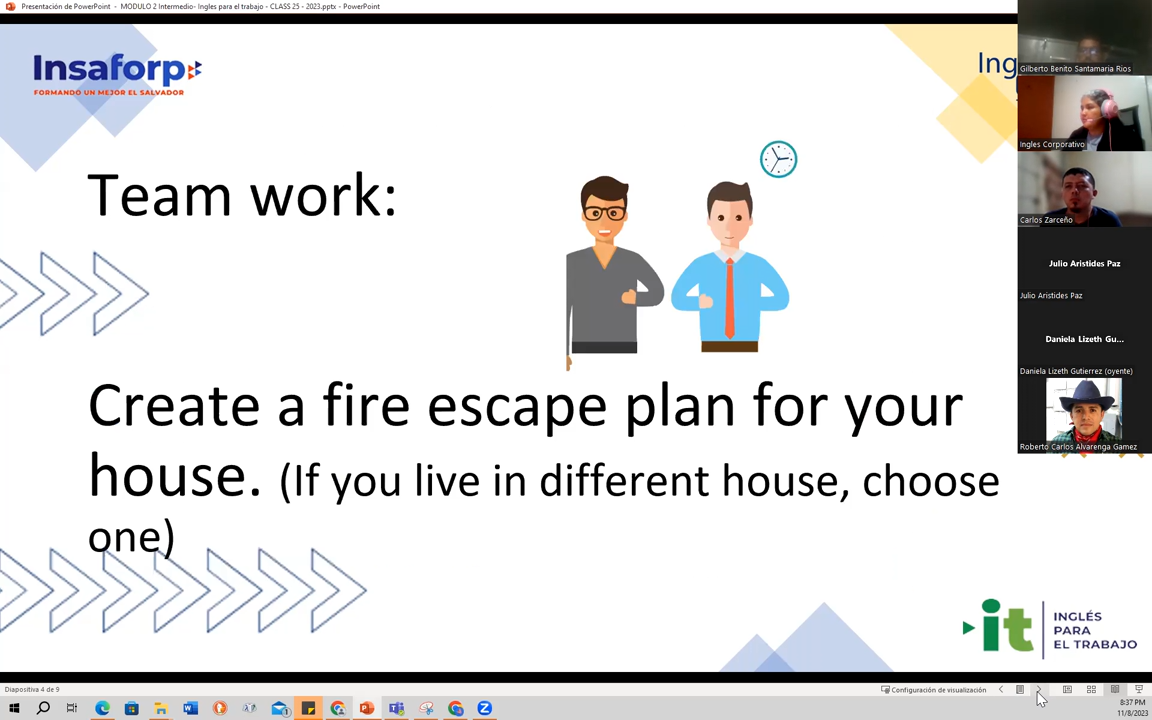 Presentación de PowerPoint - MODULO 2 Intermedio- Ingles para el trabajo - CLASS 25 - 2023.pptx - PowerPoint
Insaforp
FORMANDO UN MEJOR EL SALVADOR
Ing
Gilberto Benito Santamaria Rios
Ingles Corporativo
Carlos Zarceño
Julio Aristides Paz
Julio Aristides Paz
Daniela Lizeth Gu...
Daniela Lizeth Gutierrez (oyente)
Roberto Carlos Alvarenga Gamez
Team work:
Create a fire escape plan for your
house. (If you live in different house, choose
one)
it
INGLÉS
PARA
EL TRABAJO
Diapositiva 4 de 9
Configuración de visualización
8:37 PM
11/8/2023